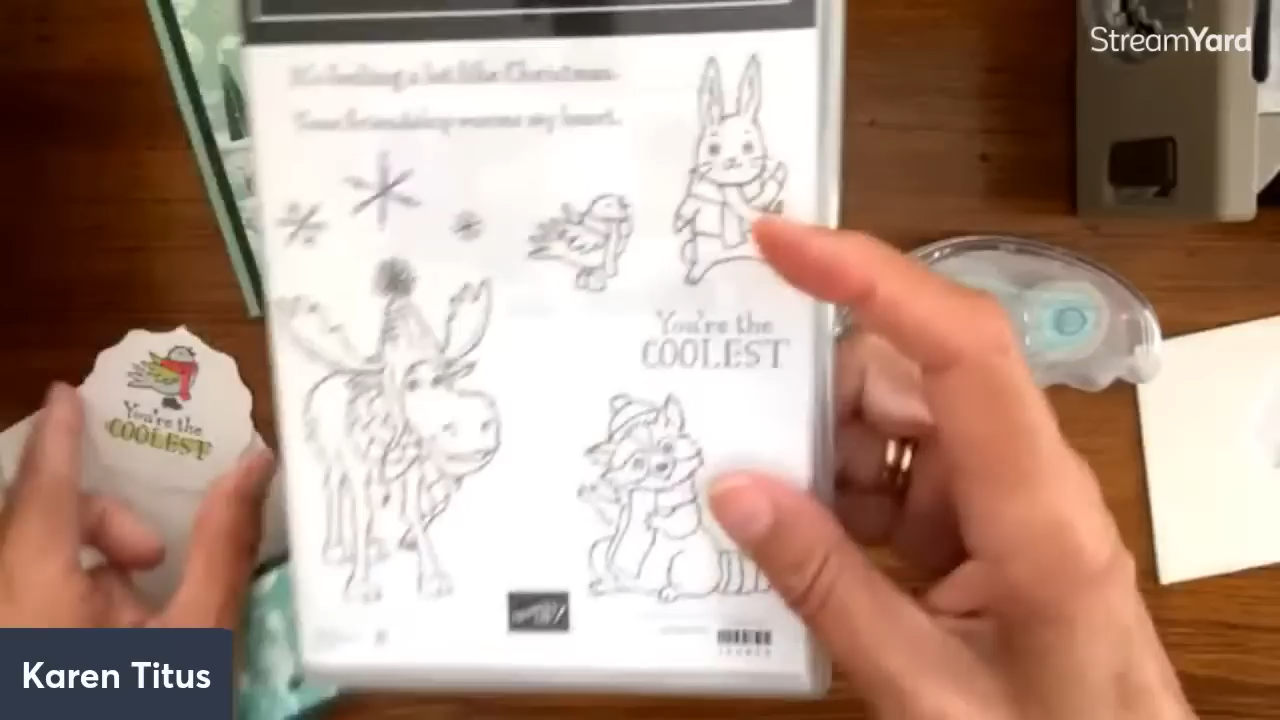 StreamYard
It's feeling a lot like Christmas.
Your friendship warms my heart.
You're the
COOLEST
You're the
COOLEST
Karen Titus